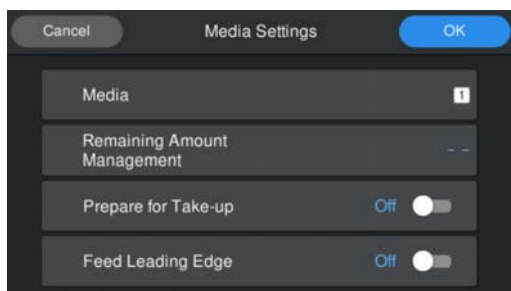 Cancel Media Settings OK
Media 1
Remaining Amount
Management - -
Prepare for Take-up Off
Feed Leading Edge Off